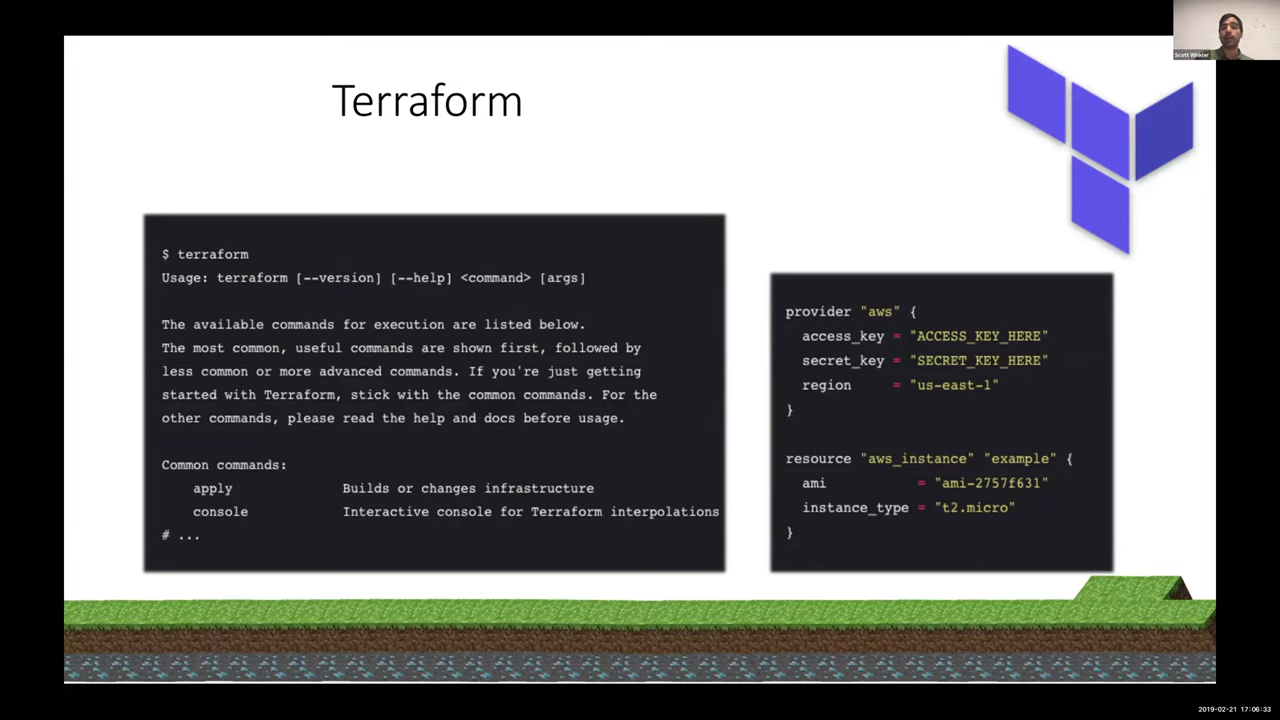 Scott Winkler
Terraform
$ terraform
Usage: terraform [--version] [--help] <command> [args]
The available commands for execution are listed below.
The most common, useful commands are shown first, followed by
less common or more advanced commands. If you're just getting
started with Terraform, stick with the common commands. For the
other commands, please read the help and docs before usage.
Common commands:
apply Builds or changes infrastructure
console Interactive console for Terraform interpolations
# ...
provider "aws" {
access_key = "ACCESS_KEY_HERE"
secret_key = "SECRET_KEY_HERE"
region = "us-east-1"
}
resource "aws_instance" "example" {
ami = "ami-2757f631"
instance_type = "t2.micro"
}
2019-02-21 17:06:33